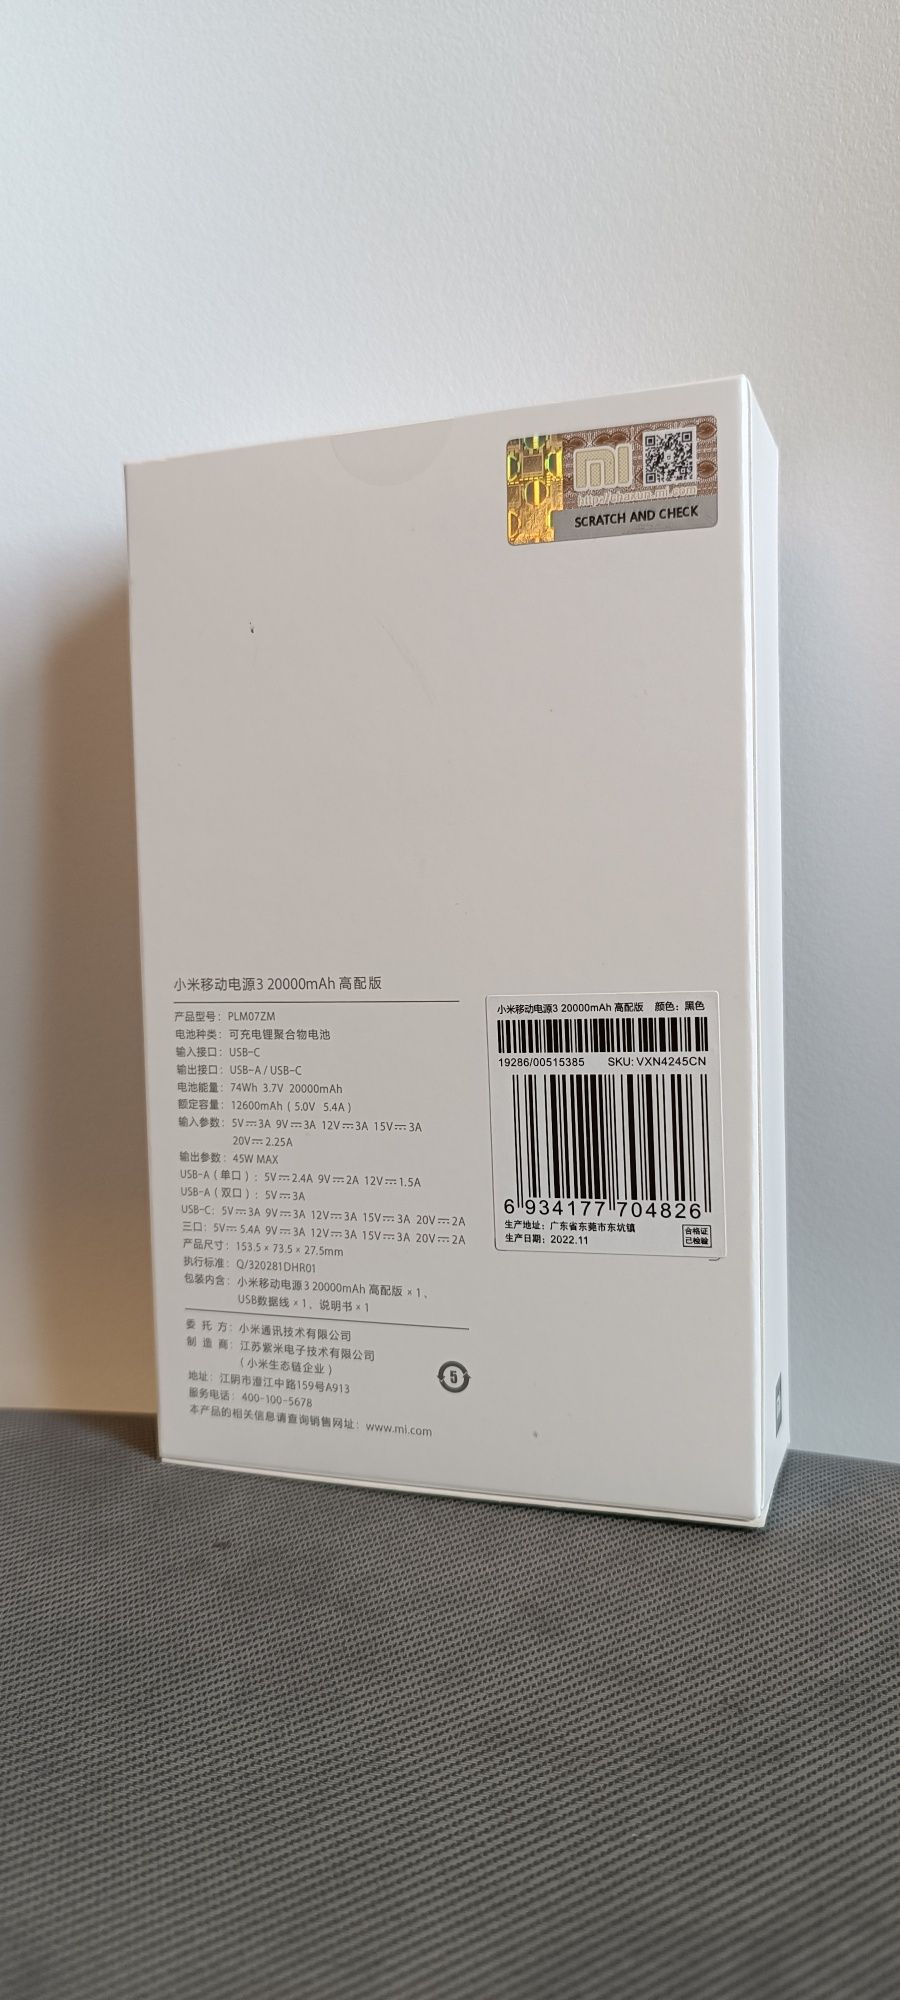 mi
http://chaxun.mi.com
SCRATCH AND CHECK
小米移动电源3 20000mAh 高配版
产品型号：PLM07ZM
电池种类：可充电锂聚合物电池
输入接口：USB-C
输出接口：USB-A / USB-C
电池能量：74Wh 3.7V 20000mAh
额定容量：12600mAh（5.0V 5.4A）
输入参数：5V⎓3A 9V⎓3A 12V⎓3A 15V⎓3A
20V⎓2.25A
输出参数：45W MAX
USB-A（单口）：5V⎓2.4A 9V⎓2A 12V⎓1.5A
USB-A（双口）：5V⎓3A
USB-C：5V⎓3A 9V⎓3A 12V⎓3A 15V⎓3A 20V⎓2A
三口：5V⎓5.4A 9V⎓3A 12V⎓3A 15V⎓3A 20V⎓2A
产品尺寸：153.5×73.5×27.5mm
执行标准：Q/320281DHR01
包装内含：小米移动电源3 20000mAh 高配版×1、
USB数据线×1、说明书×1
委 托 方：小米通讯技术有限公司
制 造 商：江苏紫米电子技术有限公司
（小米生态链企业）
地址：江阴市澄江中路159号A913
服务电话：400-100-5678
本产品的相关信息请查询销售网址：www.mi.com
5
小米移动电源3 20000mAh 高配版 颜色：黑色
19286/00515385 SKU: VXN4245CN
6 934177 704826
生产地址：广东省东莞市东坑镇
生产日期：2022.11
合格证
已检验